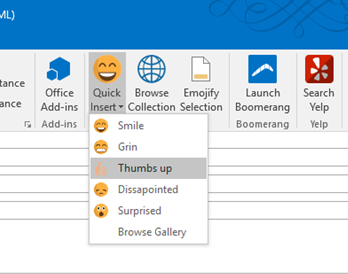 ML)
stance
ance
Office
Add-ins
Add-ins
Quick
Insert
Browse
Collection
Emojify
Selection
Launch
Boomerang
Boomerang
Search
Yelp
Yelp
Smile
Grin
Thumbs up
Dissapointed
Surprised
Browse Gallery